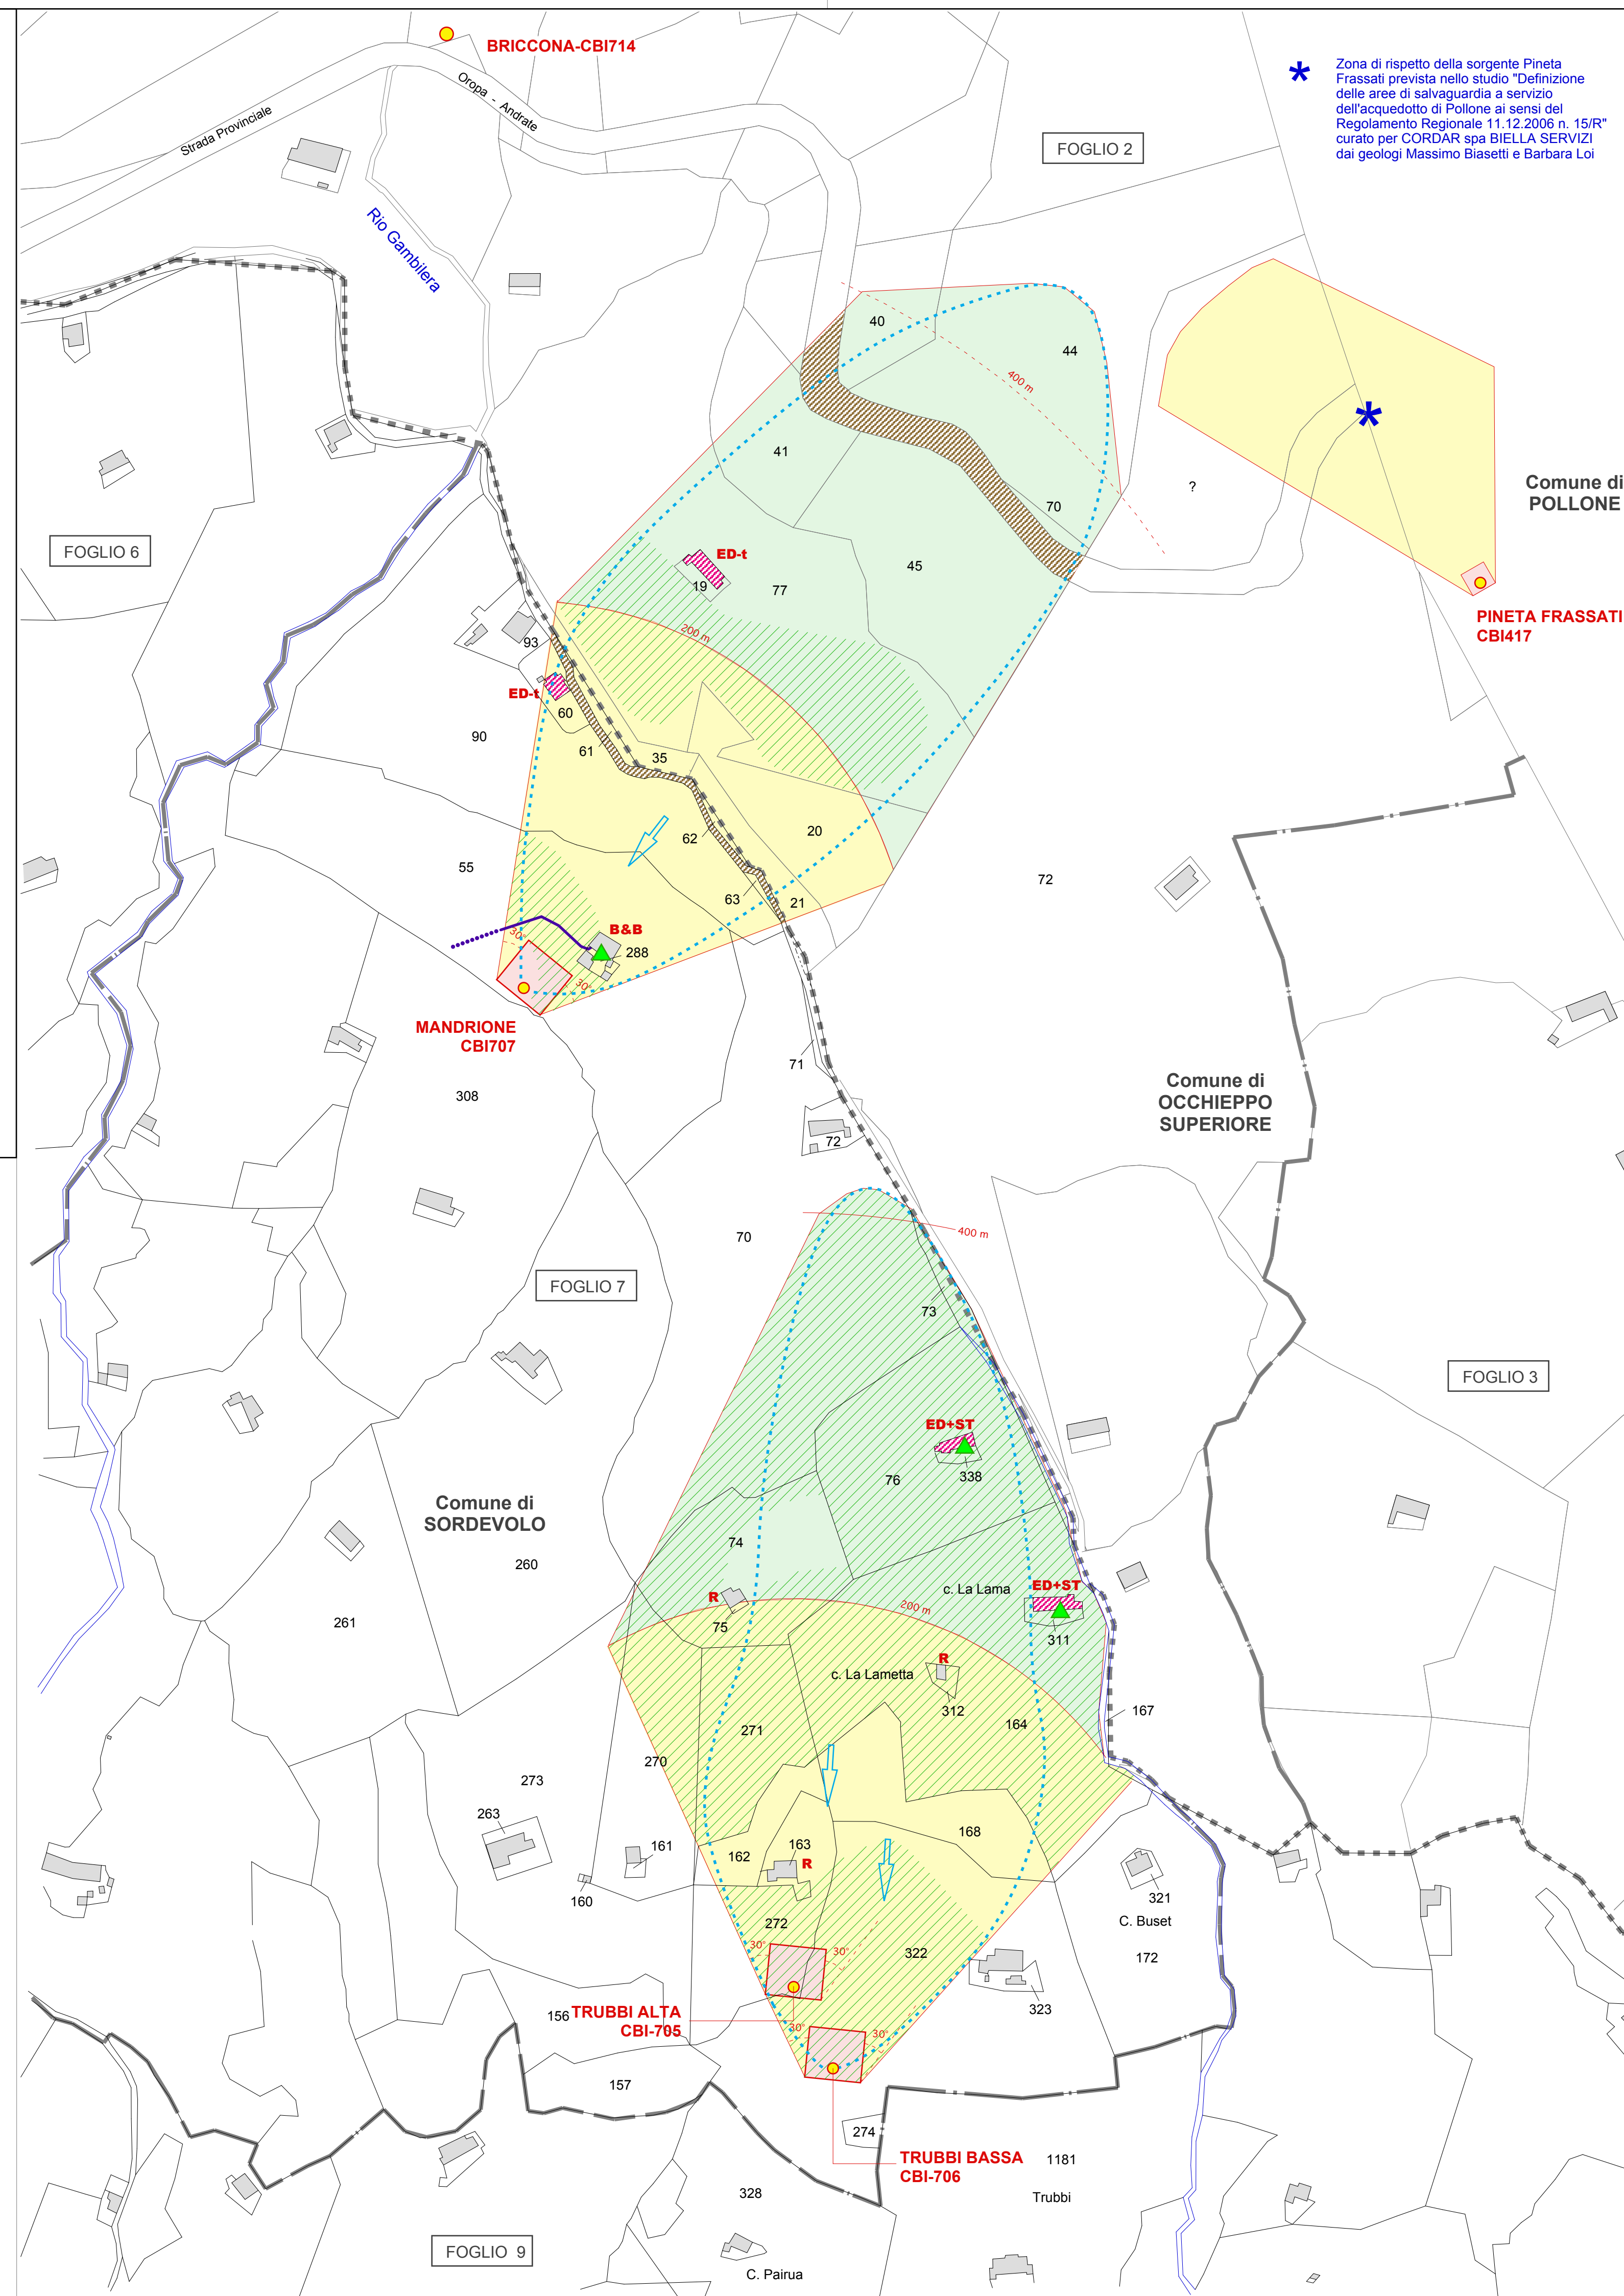 BRICCONA-CBI714
Oropa - Andrate
Strada Provinciale
Rio Gambilera
FOGLIO 2
*
Zona di rispetto della sorgente Pineta
Frassati prevista nello studio "Definizione
delle aree di salvaguardia a servizio
dell'acquedotto di Pollone ai sensi del
Regolamento Regionale 11.12.2006 n. 15/R"
curato per CORDAR spa BIELLA SERVIZI
dai geologi Massimo Biasetti e Barbara Loi
40
44
400 m
*
41
70
?
Comune di
POLLONE
FOGLIO 6
ED-t
19
77
45
PINETA FRASSATI
CBI417
200 m
93
ED-t
60
90
61
35
62
20
55
72
63
21
B&B
288
30°
30°
MANDRIONE
CBI707
71
308
Comune di
OCCHIEPPO
SUPERIORE
72
70
400 m
FOGLIO 7
73
FOGLIO 3
ED+ST
76
338
Comune di
SORDEVOLO
74
260
c. La Lama
ED+ST
R
200 m
75
261
311
R
c. La Lametta
312
167
271
164
270
273
263
168
161
162
163
R
160
321
C. Buset
272
30°
30°
322
172
323
156
TRUBBI ALTA
CBI-705
30°
30°
157
274
TRUBBI BASSA
CBI-706
1181
328
Trubbi
FOGLIO 9
C. Pairua